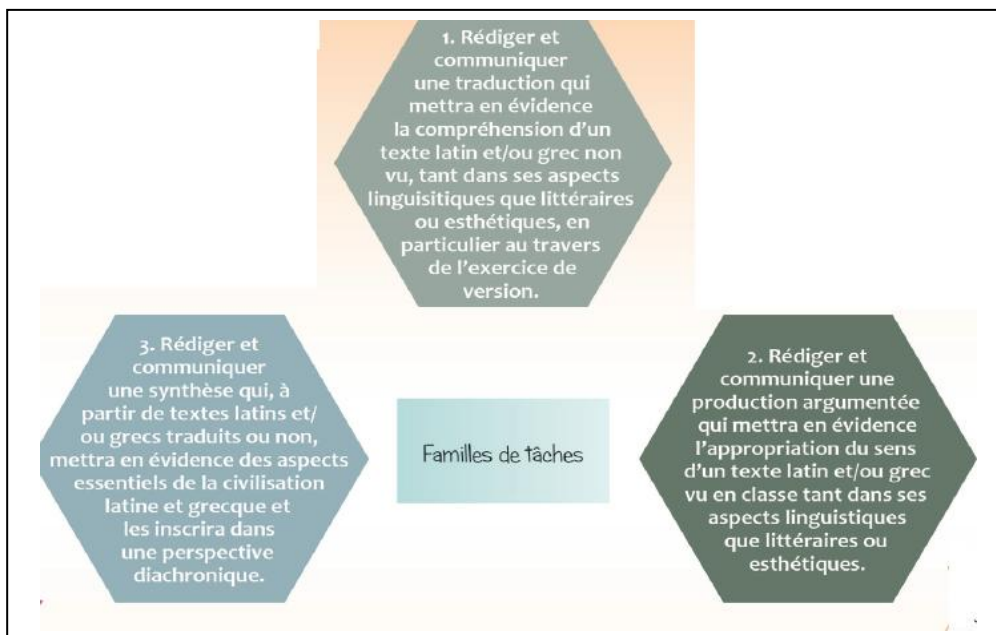 1. Rédiger et
communiquer
une traduction qui
mettra en évidence
la compréhension d'un
texte latin et/ou grec non
vu, tant dans ses aspects
linguisitiques que littéraires
ou esthétiques, en
particulier au travers
de l'exercice de
version.
3. Rédiger et
communiquer
une synthèse qui, à
partir de textes latins et/
ou grecs traduits ou non,
mettra en évidence des aspects
essentiels de la civilisation
latine et grecque et
les inscrira dans
une perspective
diachronique.
Familles de tâches
2. Rédiger et
communiquer une
production argumentée
qui mettra en évidence
l'appropriation du sens
d'un texte latin et/ou grec
vu en classe tant dans ses
aspects linguistiques
que littéraires ou
esthétiques.